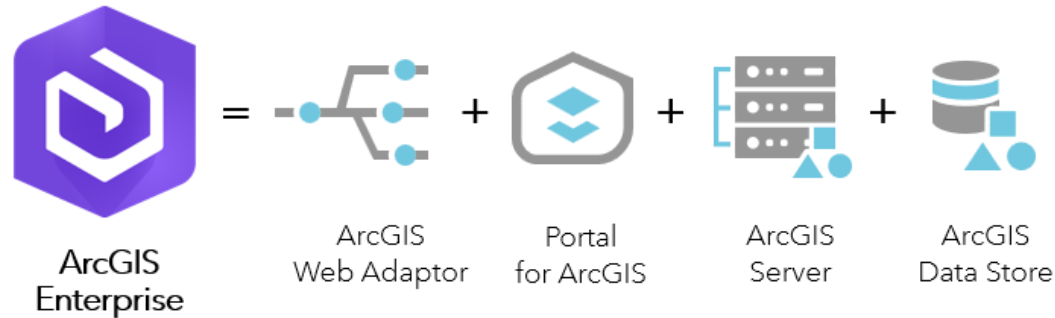 ArcGIS
Enterprise
=
ArcGIS
Web Adaptor
+
Portal
for ArcGIS
+
ArcGIS
Server
+
ArcGIS
Data Store